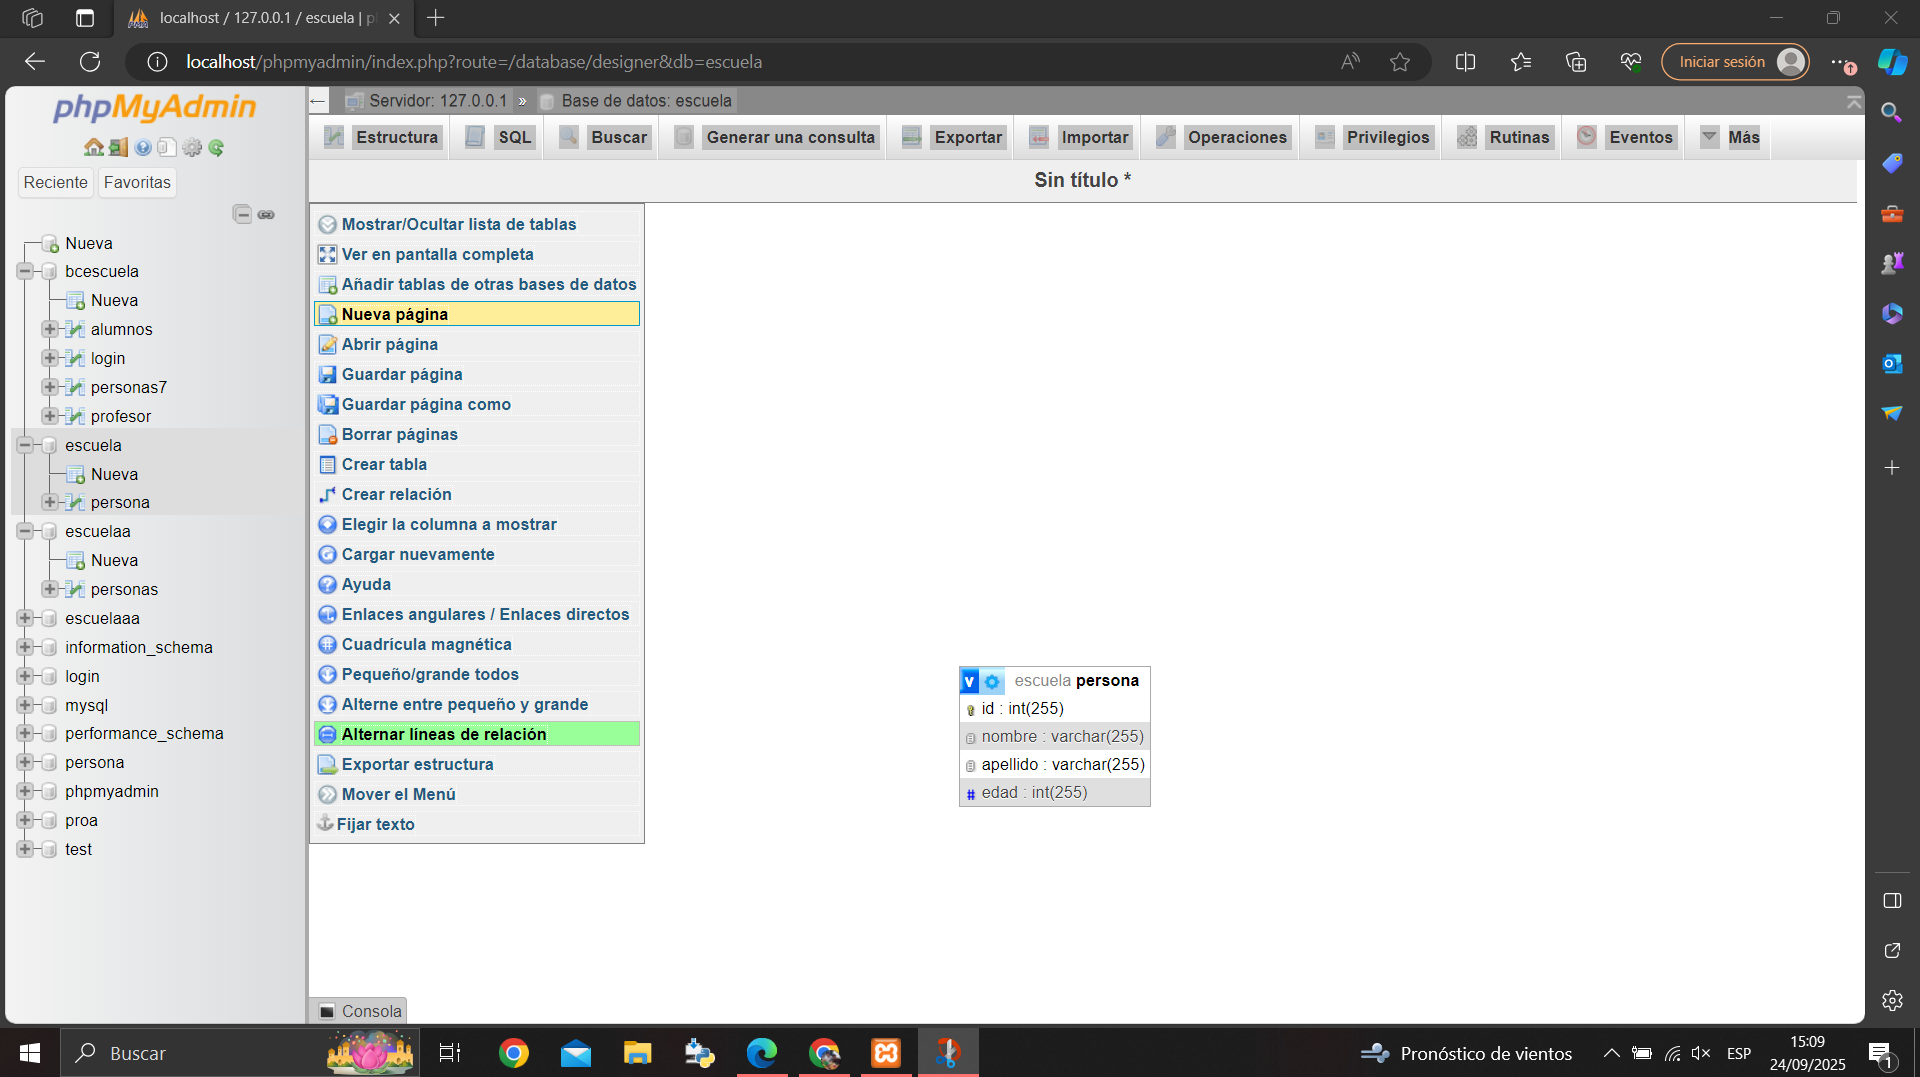 localhost / 127.0.0.1 / escuela | p
localhost/phpmyadmin/index.php?route=/database/designer&db=escuela
Iniciar sesión
phpMyAdmin
Reciente
Favoritas
Nueva
bcescuela
Nueva
alumnos
login
personas7
profesor
escuela
Nueva
persona
escuelaa
Nueva
personas
escuelaaa
information_schema
login
mysql
performance_schema
persona
phpmyadmin
proa
test
Servidor: 127.0.0.1 » Base de datos: escuela
Estructura
SQL
Buscar
Generar una consulta
Exportar
Importar
Operaciones
Privilegios
Rutinas
Eventos
Más
Sin título *
Mostrar/Ocultar lista de tablas
Ver en pantalla completa
Añadir tablas de otras bases de datos
Nueva página
Abrir página
Guardar página
Guardar página como
Borrar páginas
Crear tabla
Crear relación
Elegir la columna a mostrar
Cargar nuevamente
Ayuda
Enlaces angulares / Enlaces directos
Cuadrícula magnética
Pequeño/grande todos
Alterne entre pequeño y grande
Alternar líneas de relación
Exportar estructura
Mover el Menú
Fijar texto
v escuela persona
id : int(255)
nombre : varchar(255)
apellido : varchar(255)
# edad : int(255)
Consola
Buscar
Pronóstico de vientos
ESP
15:09
24/09/2025
1